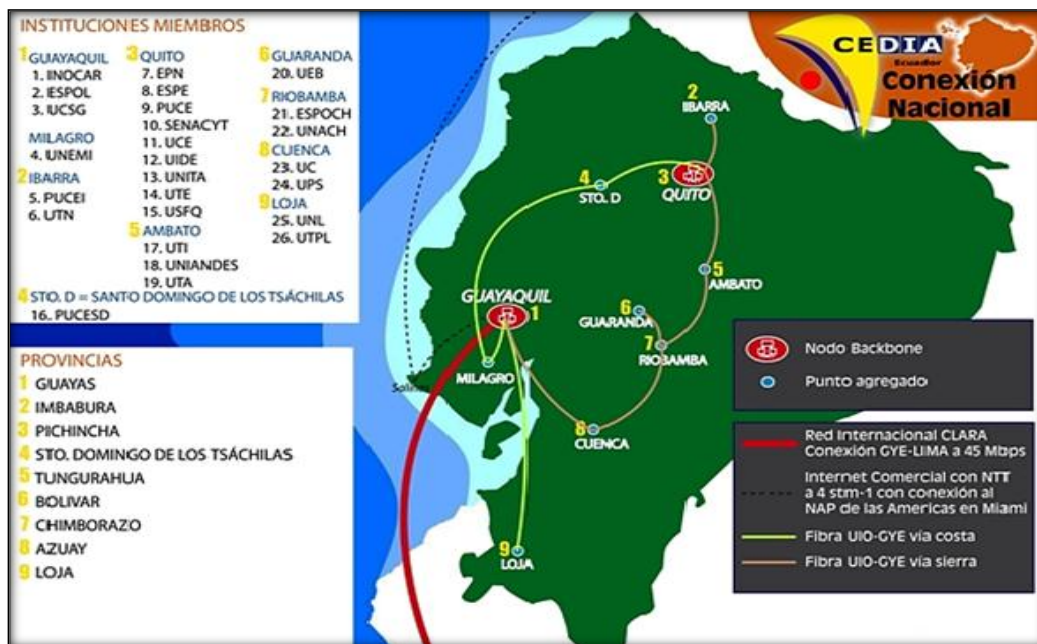 INSTITUCIONES MIEMBROS
1 GUAYAQUIL
1. INOCAR
2. ESPOL
3. UCSG
MILAGRO
4. UNEMI
2 IBARRA
5. PUCEI
6. UTN
3 QUITO
7. EPN
8. ESPE
9. PUCE
10. SENACYT
11. UCE
12. UIDE
13. UNITA
14. UTE
15. USFQ
5 AMBATO
17. UTI
18. UNIANDES
19. UTA
6 GUARANDA
20. UEB
7 RIOBAMBA
21. ESPOCH
22. UNACH
8 CUENCA
23. UC
24. UPS
9 LOJA
25. UNL
26. UTPL
4 STO. D = SANTO DOMINGO DE LOS TSÁCHILAS
16. PUCESD
PROVINCIAS
1 GUAYAS
2 IMBABURA
3 PICHINCHA
4 STO. DOMINGO DE LOS TSÁCHILAS
5 TUNGURAHUA
6 BOLIVAR
7 CHIMBORAZO
8 AZUAY
9 LOJA
CEDIA
Ecuador
Conexión
Nacional
2
IBARRA
4
STO. D
3
QUITO
5
AMBATO
GUAYAQUIL
1
6
GUARANDA
7
RIOBAMBA
MILAGRO
Salinas
8
CUENCA
9
LOJA
Nodo Backbone
Punto agregado
Red Internacional CLARA
Conexión GYE-LIMA a 45 Mbps
Internet Comercial con NTT
a 4 stm-1 con conexión al
NAP de las Americas en Miami
Fibra UIO-GYE vía costa
Fibra UIO-GYE vía sierra